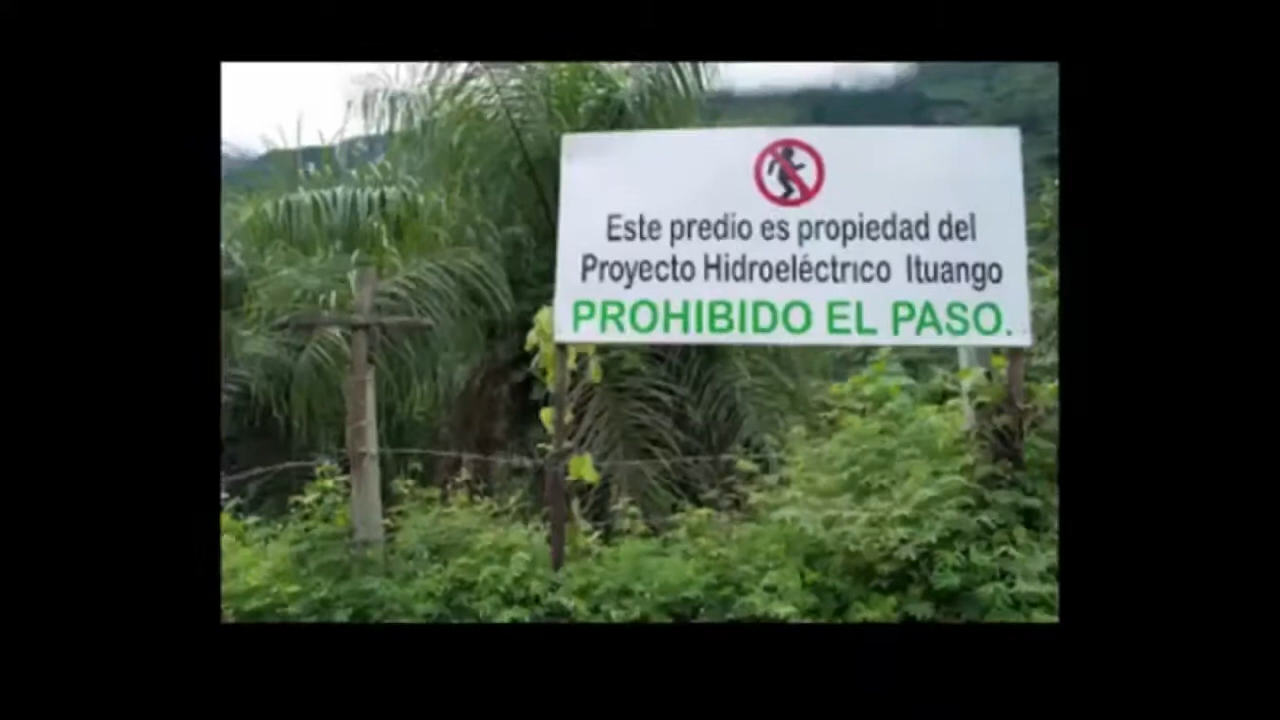 Este predio es propiedad del
Proyecto Hidroeléctrico Ituango
PROHIBIDO EL PASO.